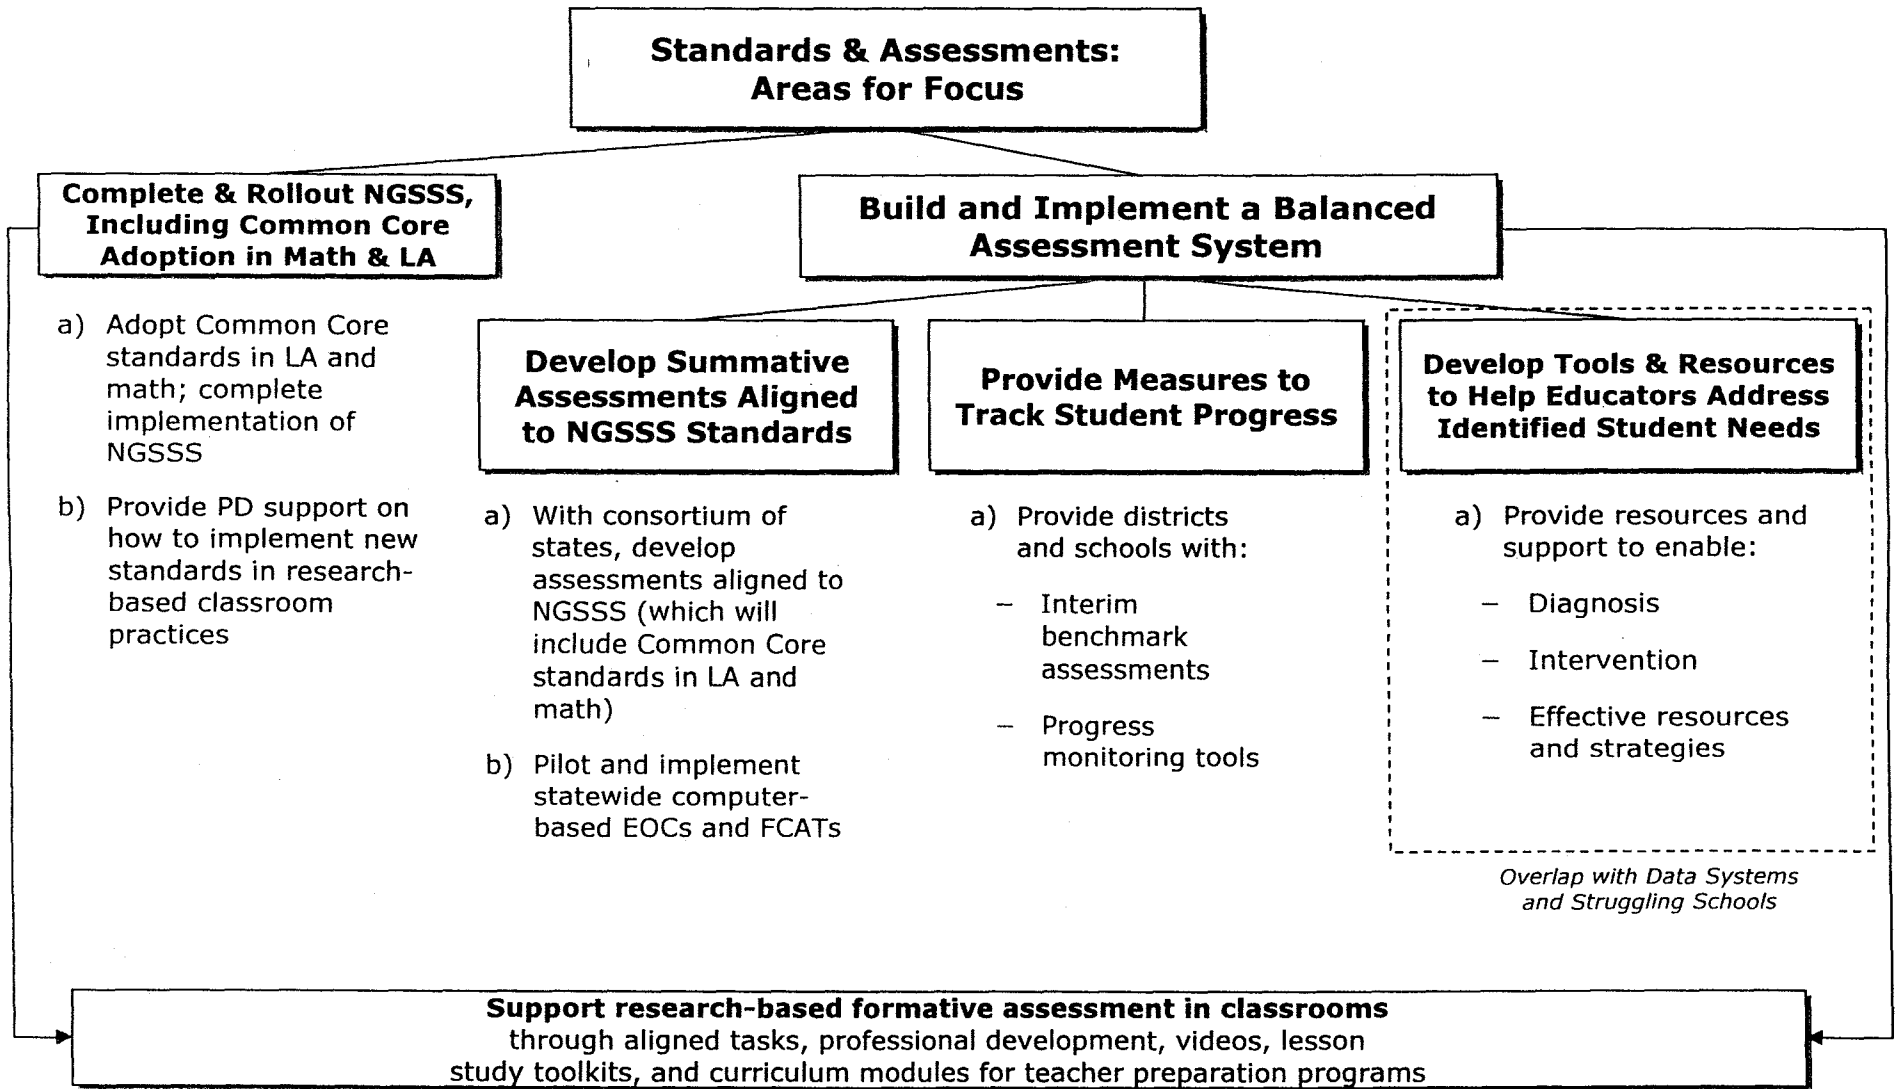 Standards & Assessments:
Areas for Focus
Complete & Rollout NGSSS,
Including Common Core
Adoption in Math & LA
a) Adopt Common Core
standards in LA and
math; complete
implementation of
NGSSS
b) Provide PD support on
how to implement new
standards in research-
based classroom
practices
Build and Implement a Balanced
Assessment System
Develop Summative
Assessments Aligned
to NGSSS Standards
a) With consortium of
states, develop
assessments aligned to
NGSSS (which will
include Common Core
standards in LA and
math)
b) Pilot and implement
statewide computer-
based EOCs and FCATs
Provide Measures to
Track Student Progress
a) Provide districts
and schools with:
– Interim
benchmark
assessments
– Progress
monitoring tools
Develop Tools & Resources
to Help Educators Address
Identified Student Needs
a) Provide resources and
support to enable:
– Diagnosis
– Intervention
– Effective resources
and strategies
Overlap with Data Systems
and Struggling Schools
Support research-based formative assessment in classrooms
through aligned tasks, professional development, videos, lesson
study toolkits, and curriculum modules for teacher preparation programs